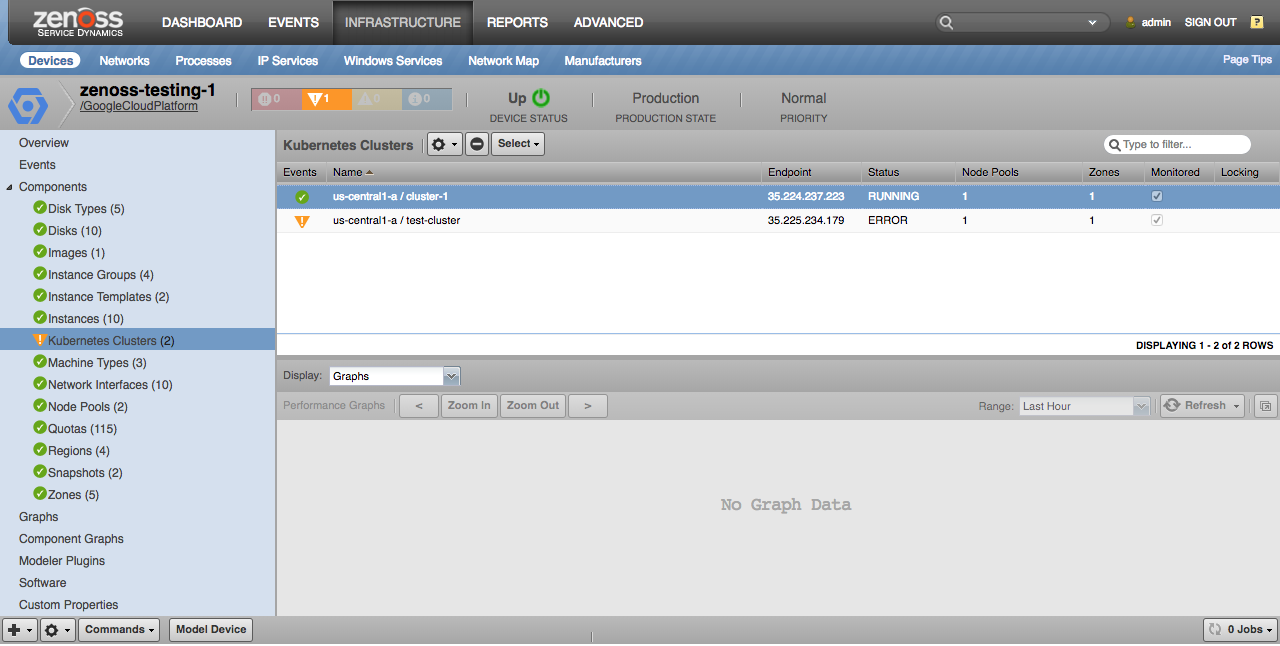 zenoss
SERVICE DYNAMICS
DASHBOARD EVENTS INFRASTRUCTURE REPORTS ADVANCED
admin SIGN OUT ?
Devices Networks Processes IP Services Windows Services Network Map Manufacturers Page Tips
zenoss-testing-1
/GoogleCloudPlatform
0 1 0 0
Up
DEVICE STATUS
Production
PRODUCTION STATE
Normal
PRIORITY
Overview
Events
Components
Disk Types (5)
Disks (10)
Images (1)
Instance Groups (4)
Instance Templates (2)
Instances (10)
Kubernetes Clusters (2)
Machine Types (3)
Network Interfaces (10)
Node Pools (2)
Quotas (115)
Regions (4)
Snapshots (2)
Zones (5)
Graphs
Component Graphs
Modeler Plugins
Software
Custom Properties
Kubernetes Clusters Select Type to filter...
Events Name Endpoint Status Node Pools Zones Monitored Locking
us-central1-a / cluster-1 35.224.237.223 RUNNING 1 1
us-central1-a / test-cluster 35.225.234.179 ERROR 1 1
DISPLAYING 1 - 2 of 2 ROWS
Display: Graphs
Performance Graphs < Zoom In Zoom Out > Range: Last Hour Refresh
No Graph Data
Commands Model Device 0 Jobs